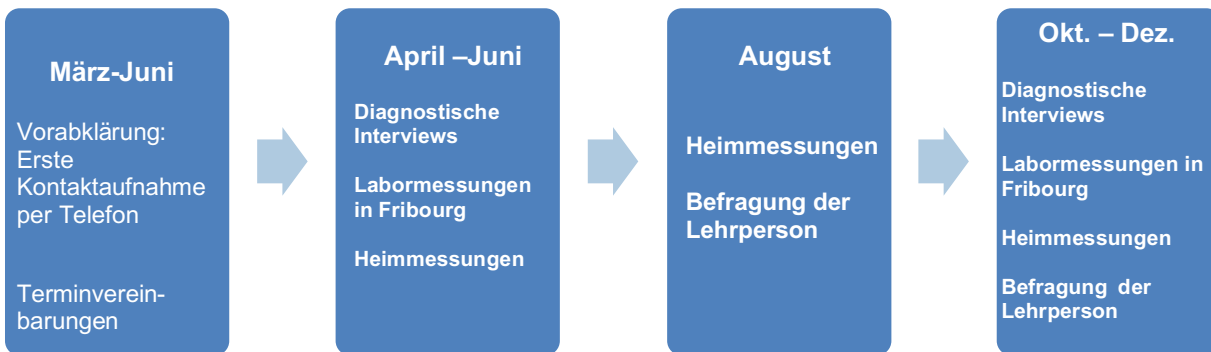 März-Juni
Vorabklärung:
Erste
Kontaktaufnahme
per Telefon
Terminverein-
barungen
April –Juni
Diagnostische
Interviews
Labormessungen
in Fribourg
Heimmessungen
August
Heimmessungen
Befragung der
Lehrperson
Okt. – Dez.
Diagnostische
Interviews
Labormessungen in
Fribourg
Heimmessungen
Befragung der
Lehrperson